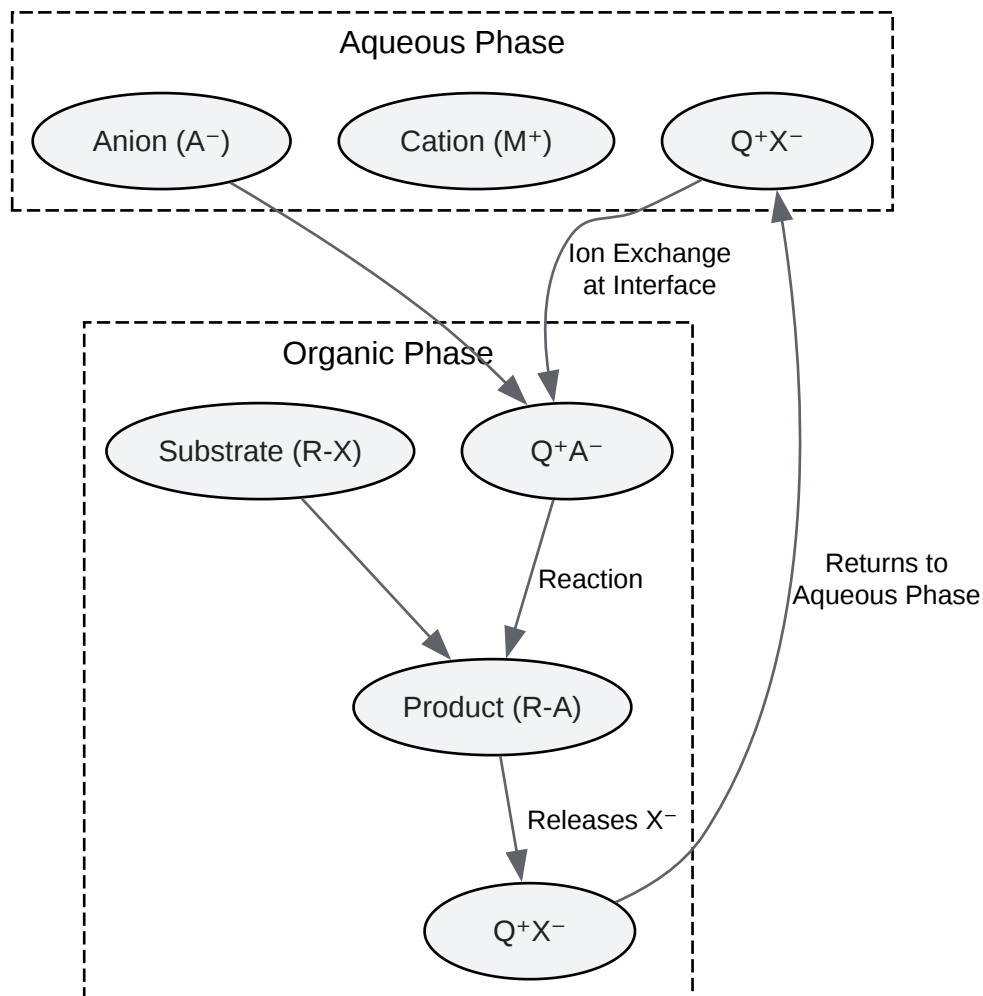 Aqueous Phase
Anion (A⁻)
Cation (M⁺)
Q⁺X⁻
Ion Exchange
at Interface
Organic Phase
Substrate (R-X)
Q⁺A⁻
Reaction
Returns to
Aqueous Phase
Product (R-A)
Releases X⁻
Q⁺X⁻